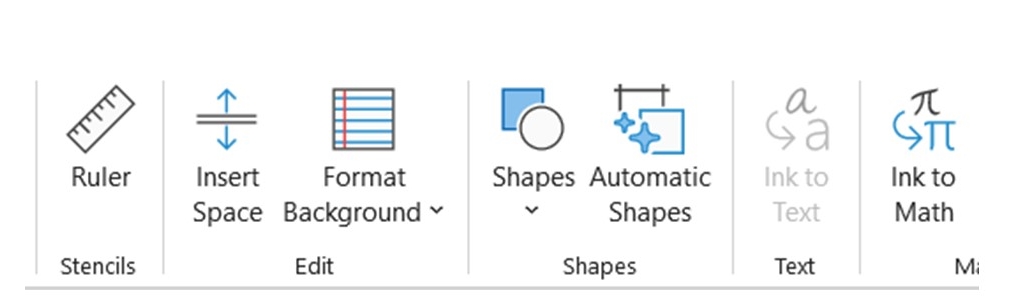 Ruler
Insert
Space
Format
Background
Shapes
Automatic
Shapes
a
a
Ink to
Text
π
π
Ink to
Math
Stencils
Edit
Shapes
Text
Ma